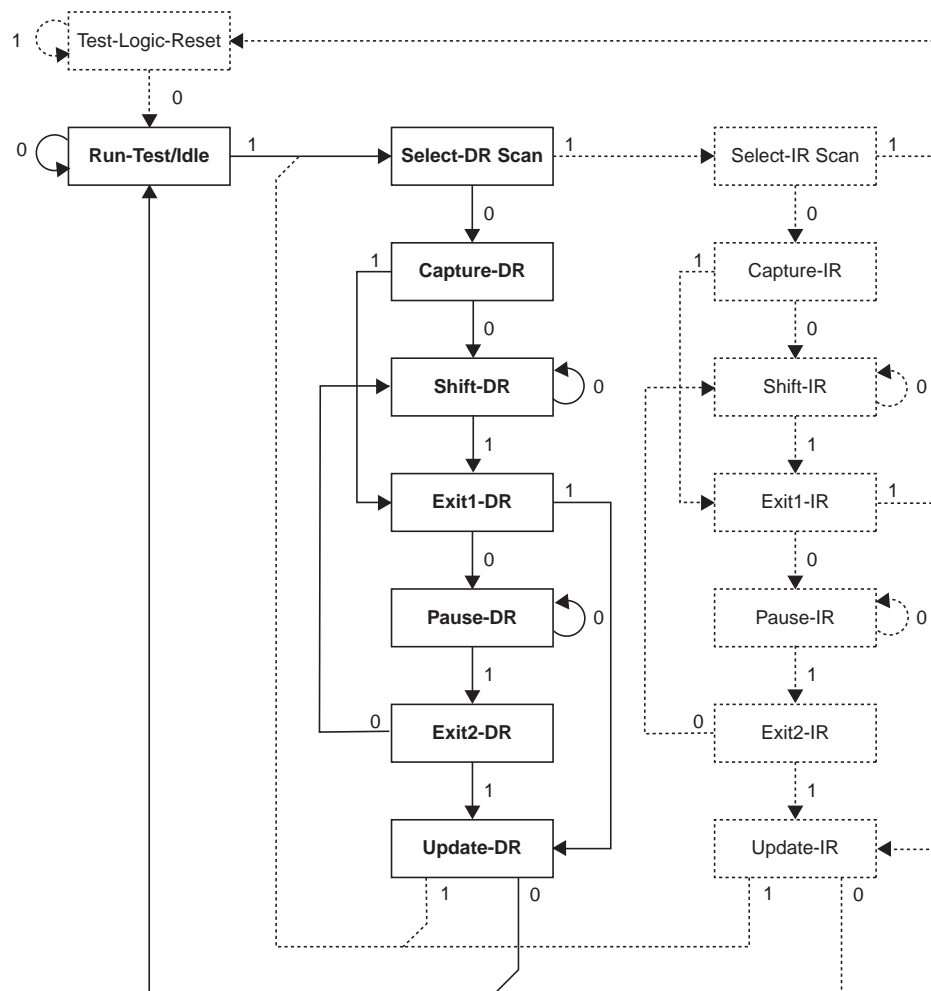 1
Test-Logic-Reset
0
0
Run-Test/Idle
1
Select-DR Scan
1
Select-IR Scan
1
0
0
1
Capture-DR
1
Capture-IR
0
0
Shift-DR
0
Shift-IR
0
1
1
Exit1-DR
1
Exit1-IR
1
0
0
Pause-DR
0
Pause-IR
0
1
1
0
Exit2-DR
0
Exit2-IR
1
1
Update-DR
Update-IR
1
0
1
0